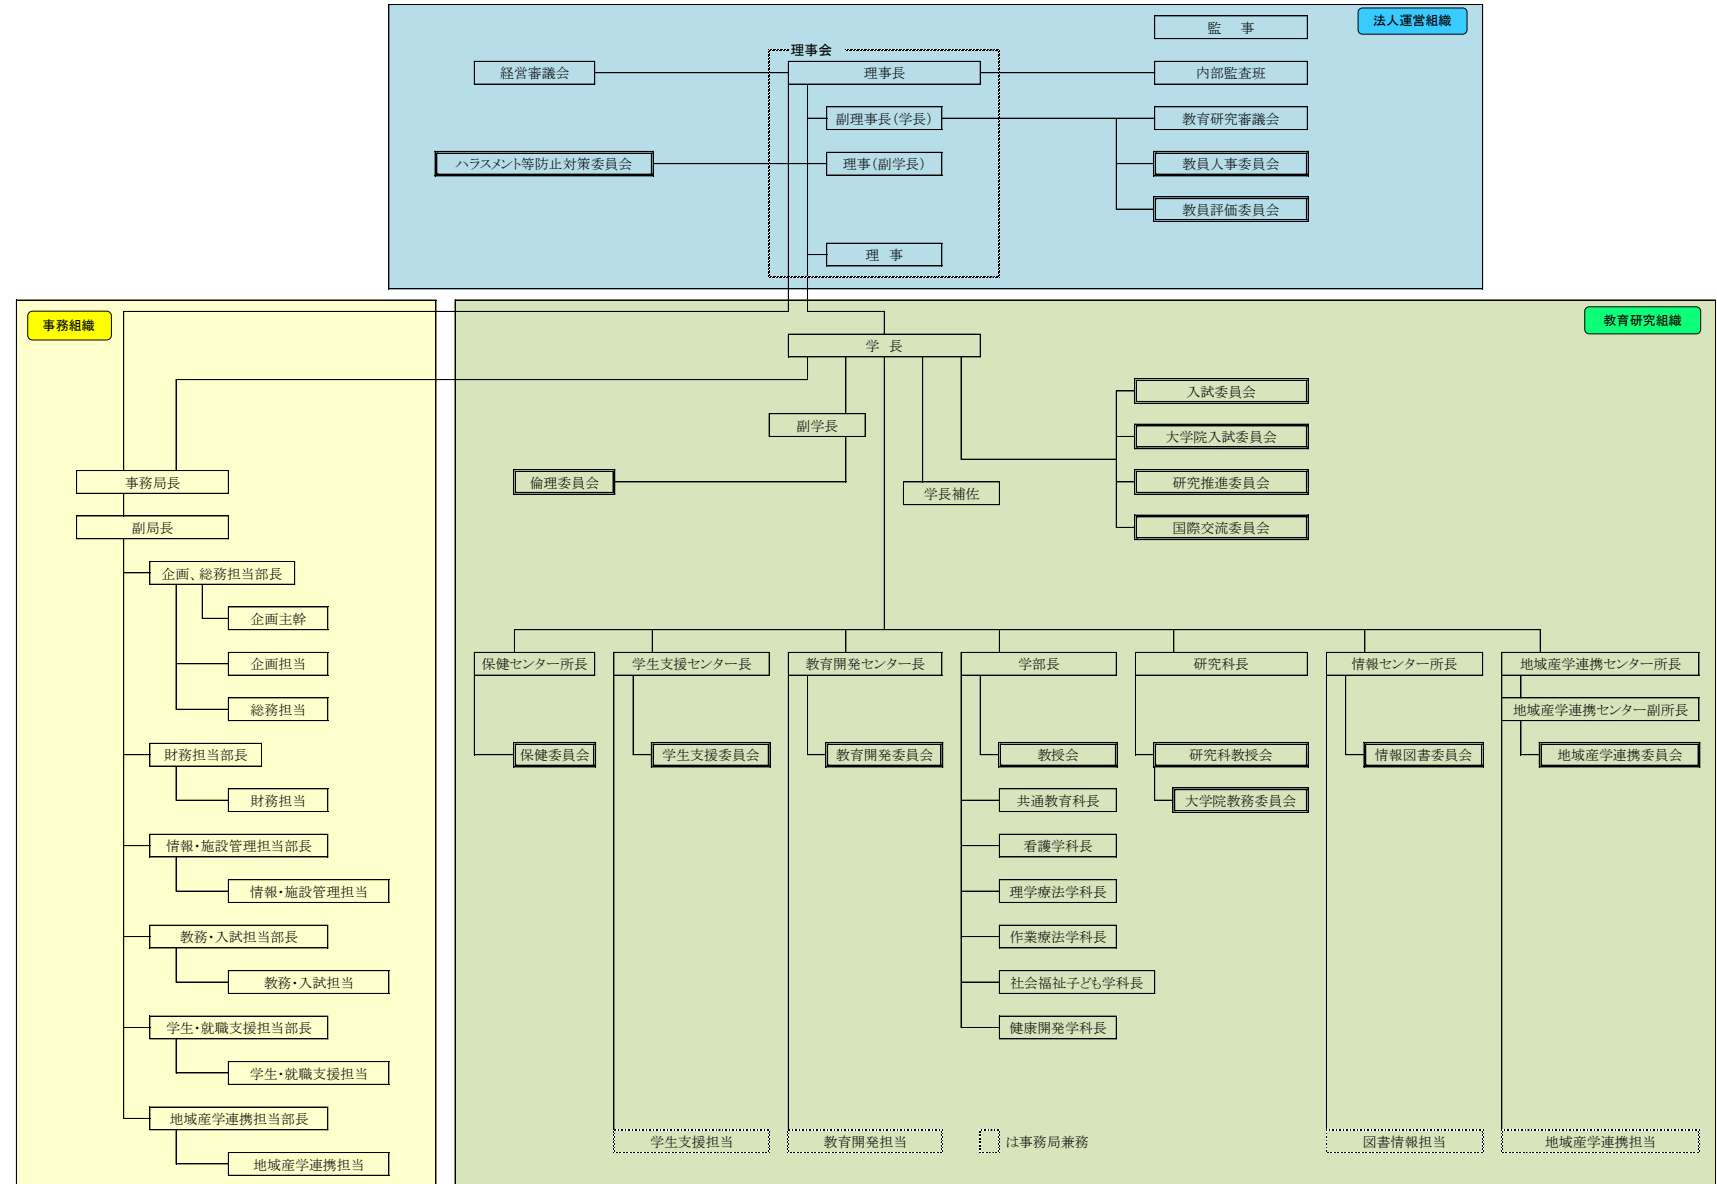 法人運営組織
監　事
理事会
経営審議会
理事長
内部監査班
副理事長（学長）
教育研究審議会
ハラスメント等防止対策委員会
理事（副学長）
教員人事委員会
教員評価委員会
理　事
事務組織
事務局長
副局長
企画、総務担当部長
企画主幹
企画担当
総務担当
財務担当部長
財務担当
情報・施設管理担当部長
情報・施設管理担当
教務・入試担当部長
教務・入試担当
学生・就職支援担当部長
学生・就職支援担当
地域産学連携担当部長
地域産学連携担当
教育研究組織
学　長
入試委員会
副学長
大学院入試委員会
倫理委員会
学長補佐
研究推進委員会
国際交流委員会
保健センター所長
学生支援センター長
教育開発センター長
学部長
研究科長
情報センター所長
地域産学連携センター所長
地域産学連携センター副所長
保健委員会
学生支援委員会
教育開発委員会
教授会
研究科教授会
情報図書委員会
地域産学連携委員会
共通教育科長
大学院教務委員会
看護学科長
理学療法学科長
作業療法学科長
社会福祉子ども学科長
健康開発学科長
学生支援担当
教育開発担当
は事務局兼務
図書情報担当
地域産学連携担当